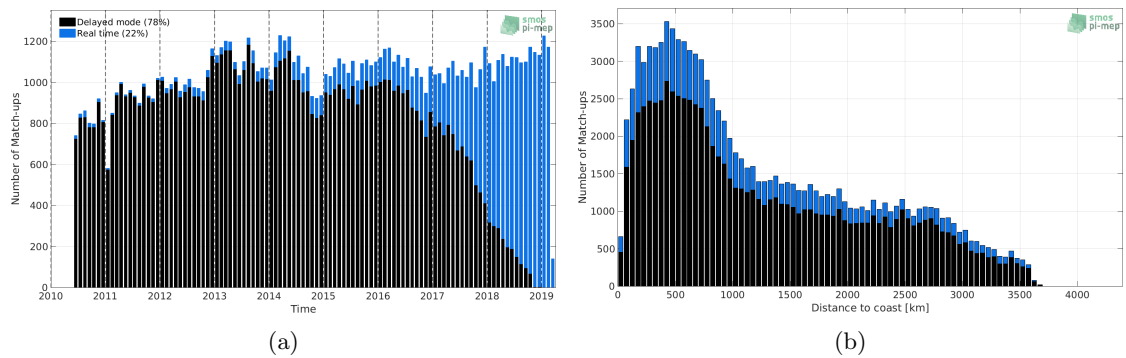 Delayed mode (78%)
Real time (22%)
smos
pi-mep
Number of Match-ups
1200
1000
800
600
400
200
0
2010 2011 2012 2013 2014 2015 2016 2017 2018 2019
Time
(a)
smos
pi-mep
Number of Match-ups
3500
3000
2500
2000
1500
1000
500
0
0 500 1000 1500 2000 2500 3000 3500 4000
Distance to coast [km]
(b)